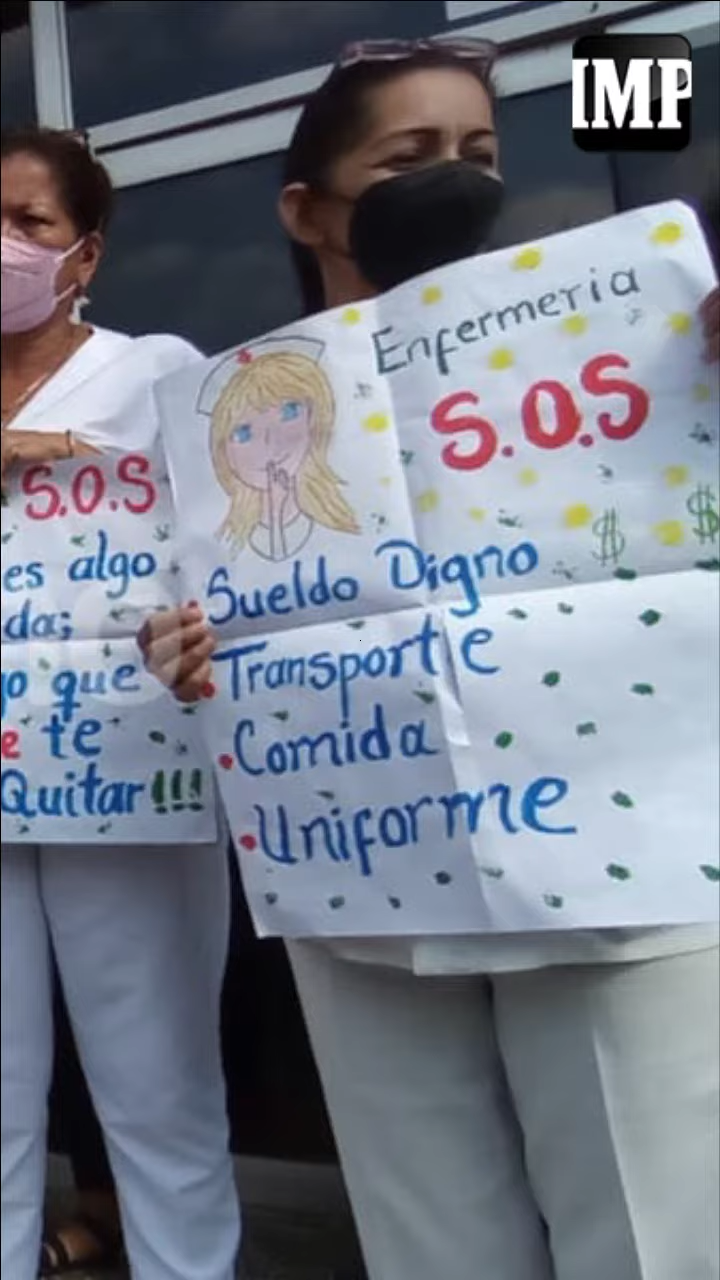 IMP
Enfermeria
S.O.S
$ $
Sueldo Digno
Transporte
.Comida
.Uniforme
S.O.S
es algo
da;
que
te
Quitar!!!